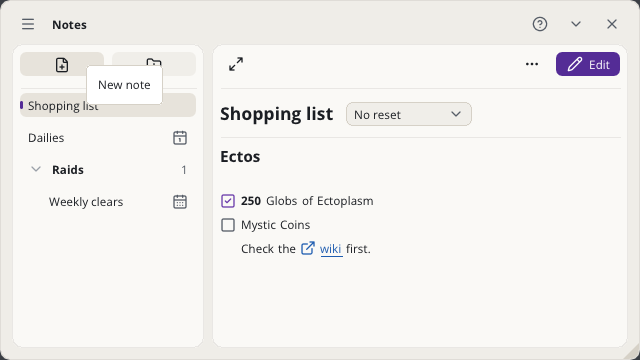 Notes
Edit
New note
Shopping list
Shopping list
No reset
Dailies
Ectos
Raids
1
250 Globs of Ectoplasm
Weekly clears
Mystic Coins
Check the wiki first.